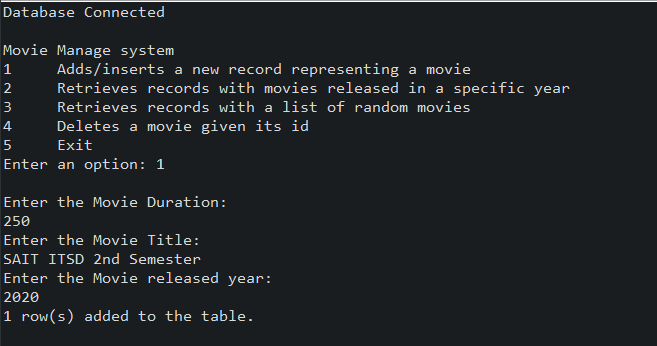 Database Connected
Movie Manage system
1 Adds/inserts a new record representing a movie
2 Retrieves records with movies released in a specific year
3 Retrieves records with a list of random movies
4 Deletes a movie given its id
5 Exit
Enter an option: 1
Enter the Movie Duration:
250
Enter the Movie Title:
SAIT ITSD 2nd Semester
Enter the Movie released year:
2020
1 row(s) added to the table.